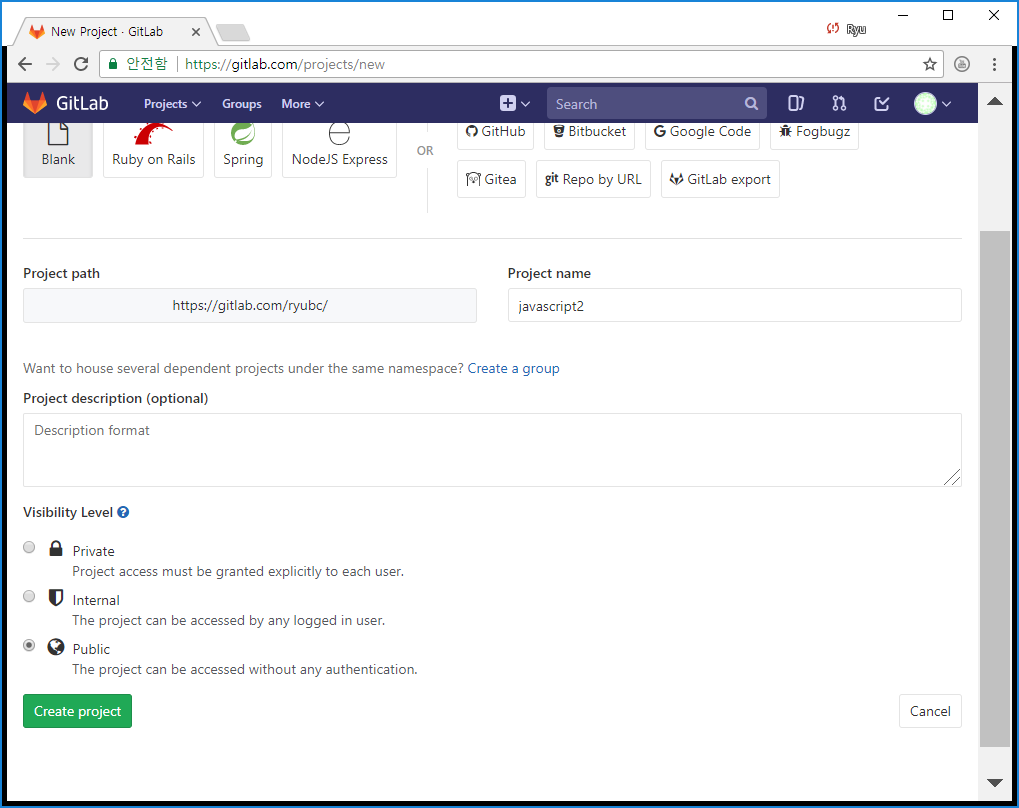 New Project · GitLab
Ryu
안전함 https://gitlab.com/projects/new
GitLab Projects Groups More Search
Blank Ruby on Rails Spring NodeJS Express OR GitHub Bitbucket Google Code Fogbugz
Gitea git Repo by URL GitLab export
Project path Project name
https://gitlab.com/ryubc/ javascript2
Want to house several dependent projects under the same namespace? Create a group
Project description (optional)
Description format
Visibility Level
Private
Project access must be granted explicitly to each user.
Internal
The project can be accessed by any logged in user.
Public
The project can be accessed without any authentication.
Create project Cancel